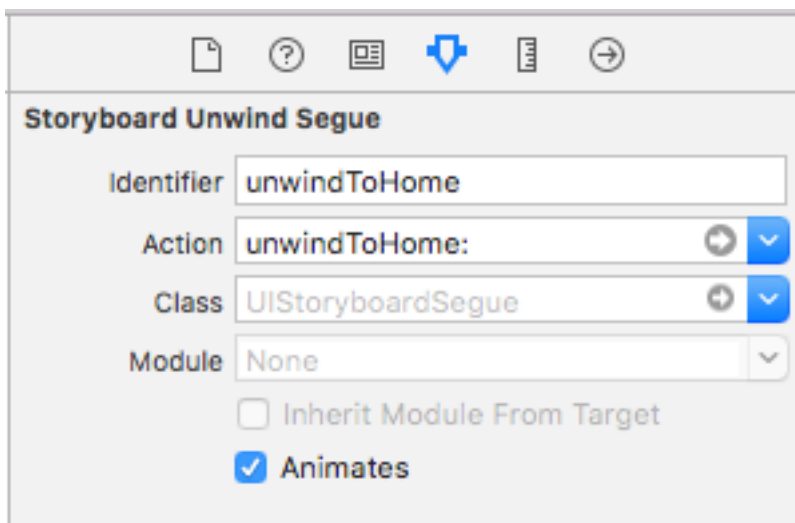 Storyboard Unwind Segue
Identifier unwindToHome
Action unwindToHome:
Class UIStoryboardSegue
Module None
Inherit Module From Target
Animates